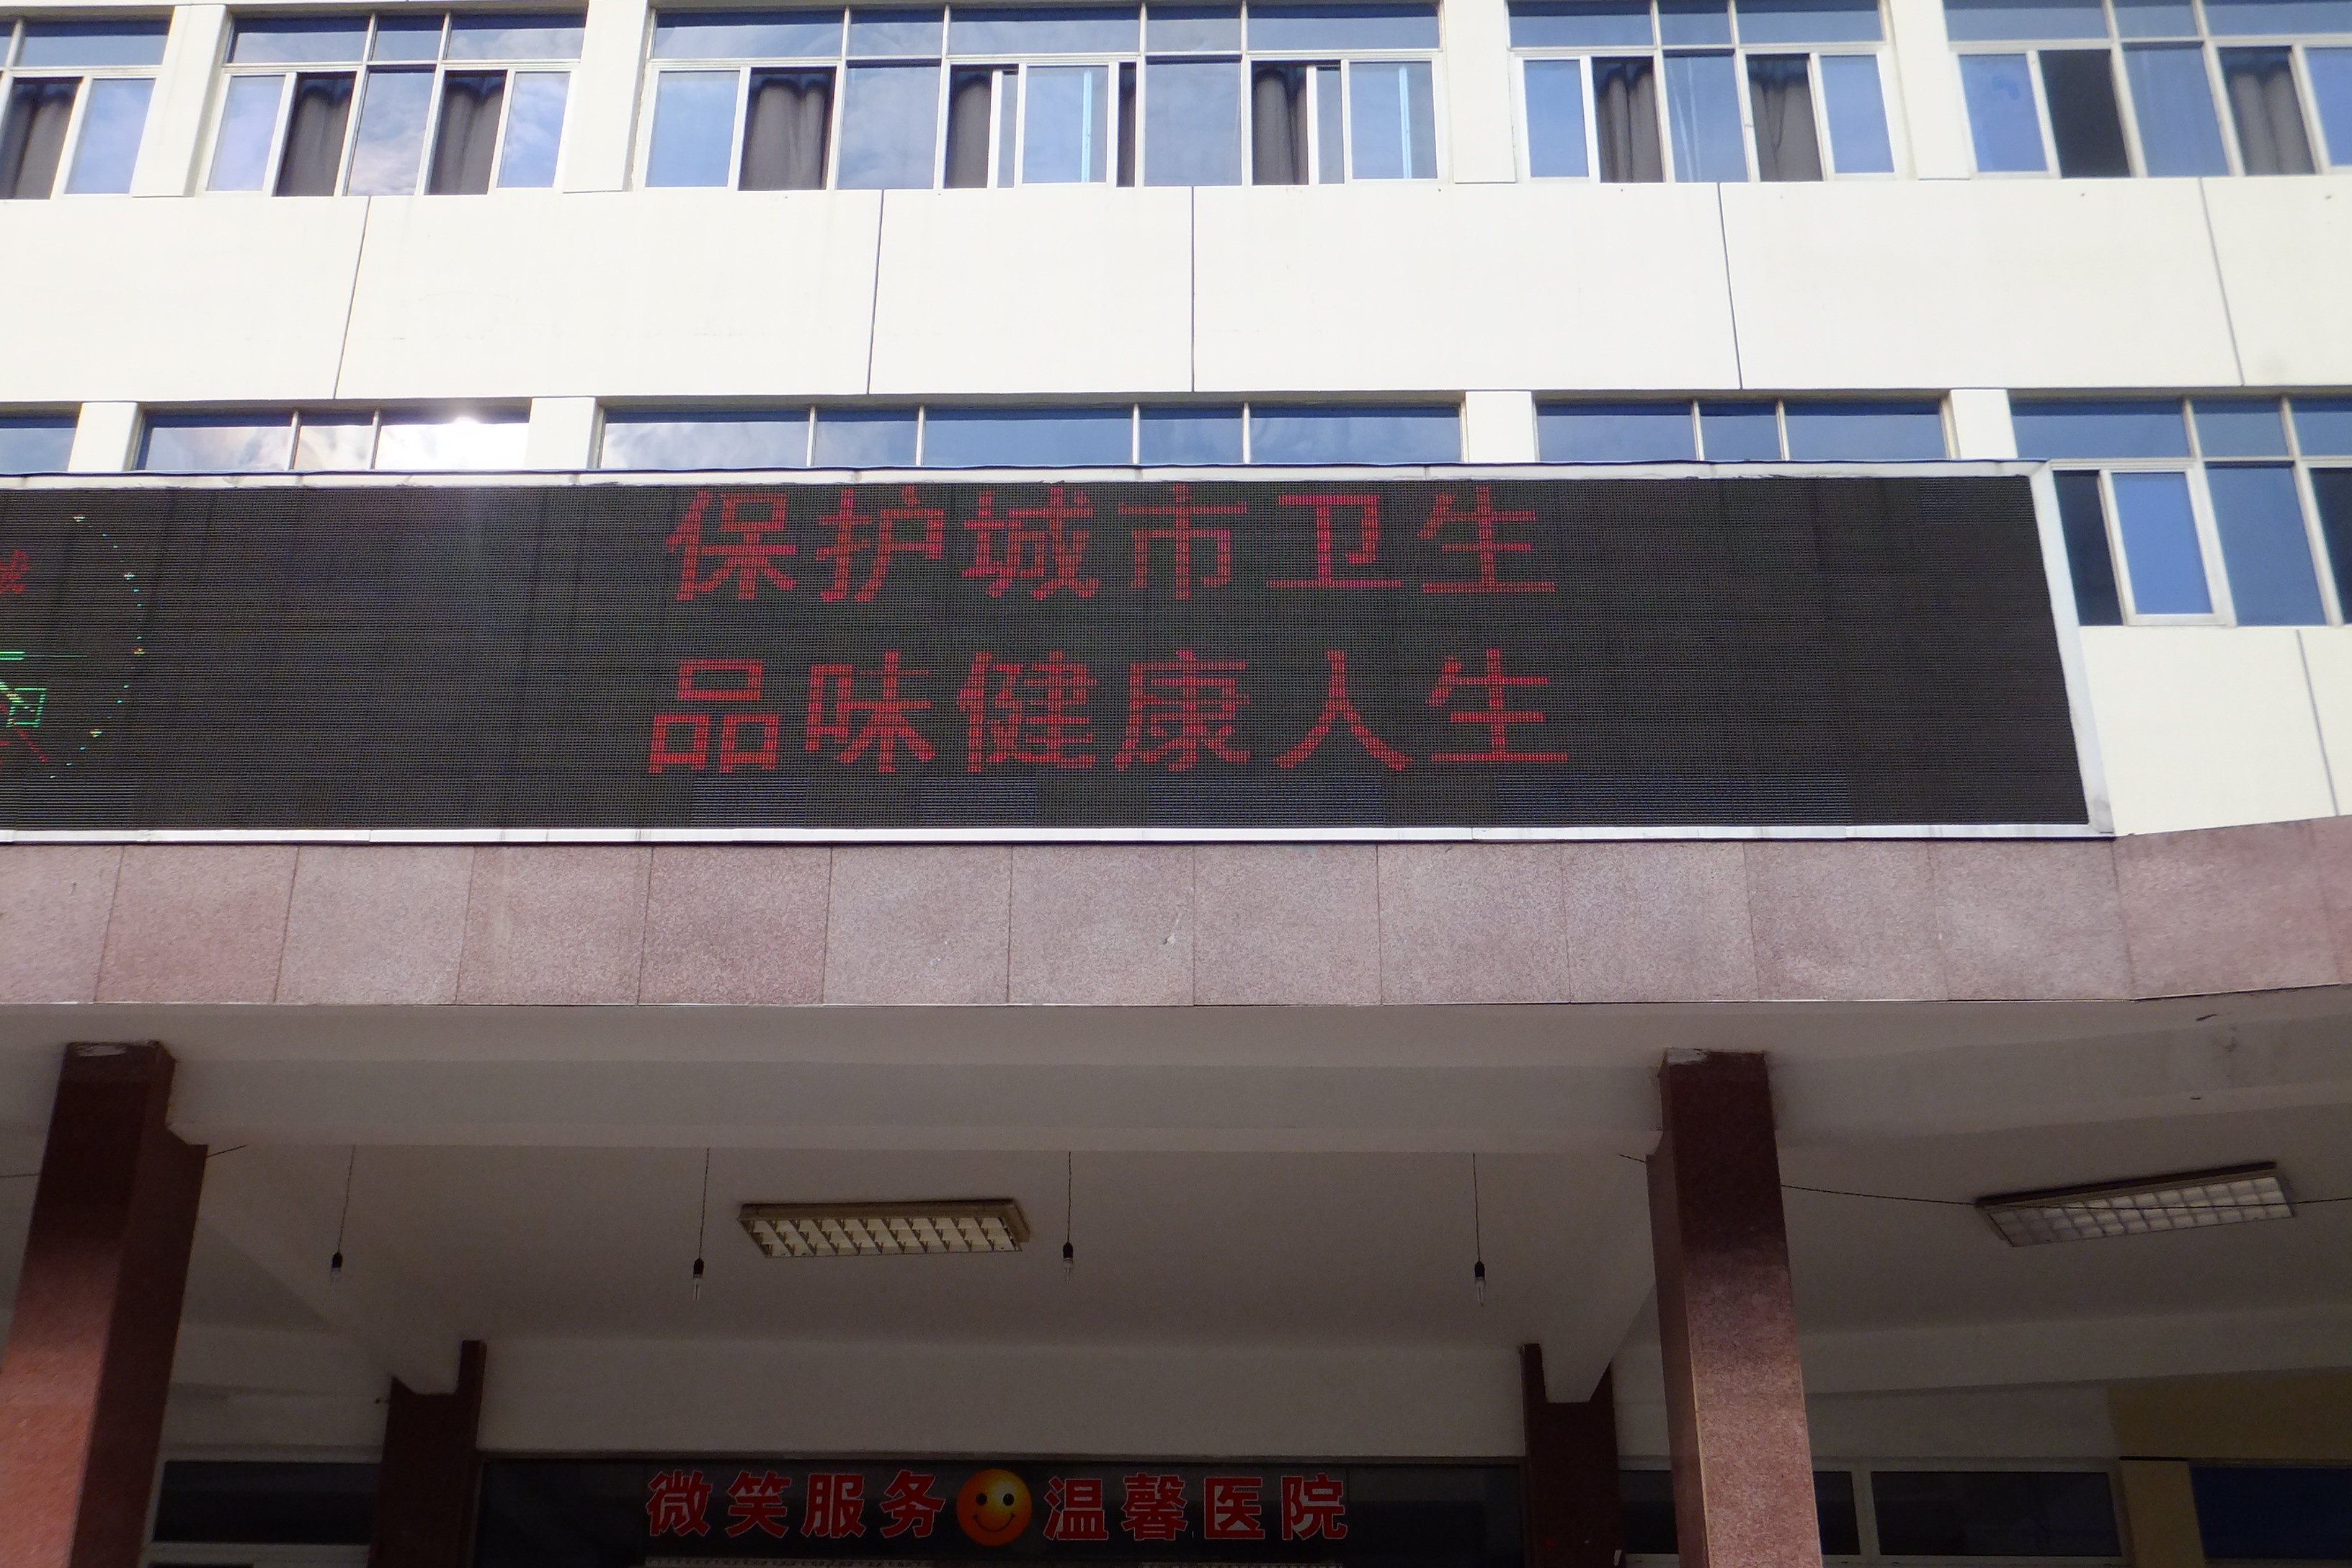 保护城市卫生
品味健康人生
微笑服务 温馨医院